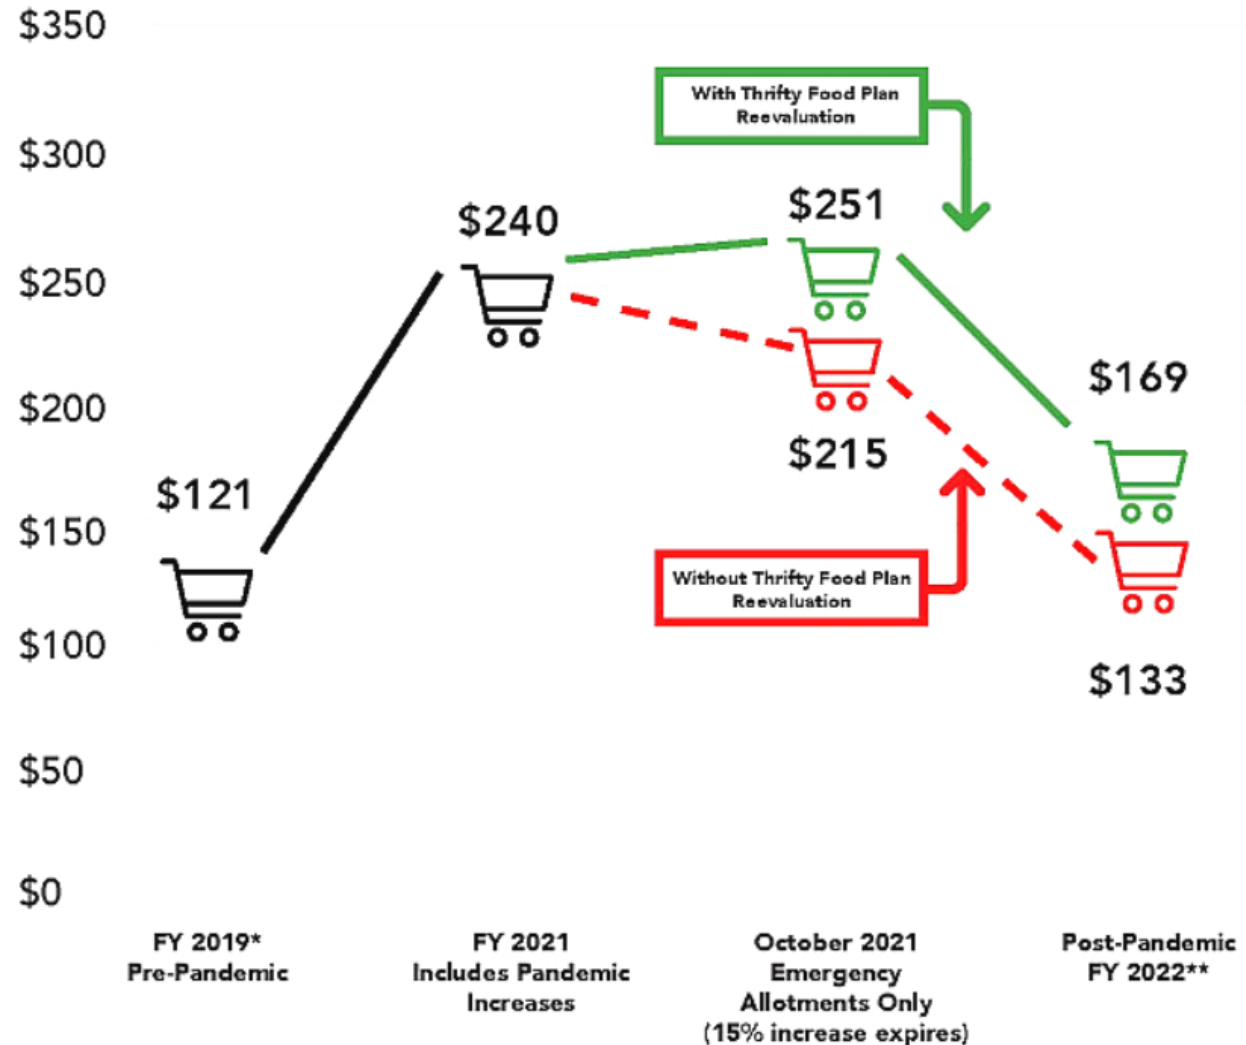 $350
With Thrifty Food Plan
Reevaluation
$300
$251
$240
$250
$169
$200
$215
$121
$150
Without Thrifty Food Plan
Reevaluation
$100
$133
$50
$0
FY 2019*
Pre-Pandemic
FY 2021
Includes Pandemic
Increases
October 2021
Emergency
Allotments Only
(15% increase expires)
Post-Pandemic
FY 2022**